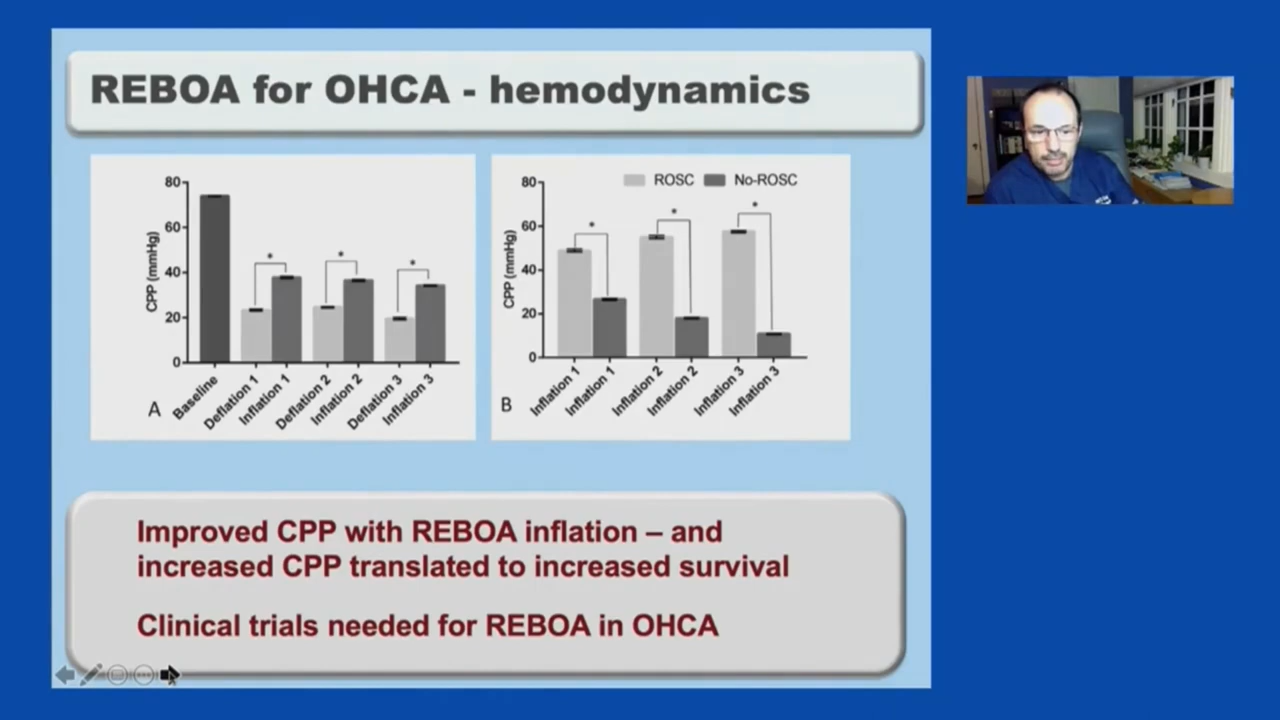 REBOA for OHCA - hemodynamics
80
60
40
20
0
CPP (mmHg)
*
*
*
Baseline
Deflation 1
Inflation 1
Deflation 2
Inflation 2
Deflation 3
Inflation 3
A
ROSC No-ROSC
80
60
40
20
0
CPP (mmHg)
*
*
*
Inflation 1
Inflation 1
Inflation 2
Inflation 2
Inflation 3
Inflation 3
B
Improved CPP with REBOA inflation – and
increased CPP translated to increased survival
Clinical trials needed for REBOA in OHCA